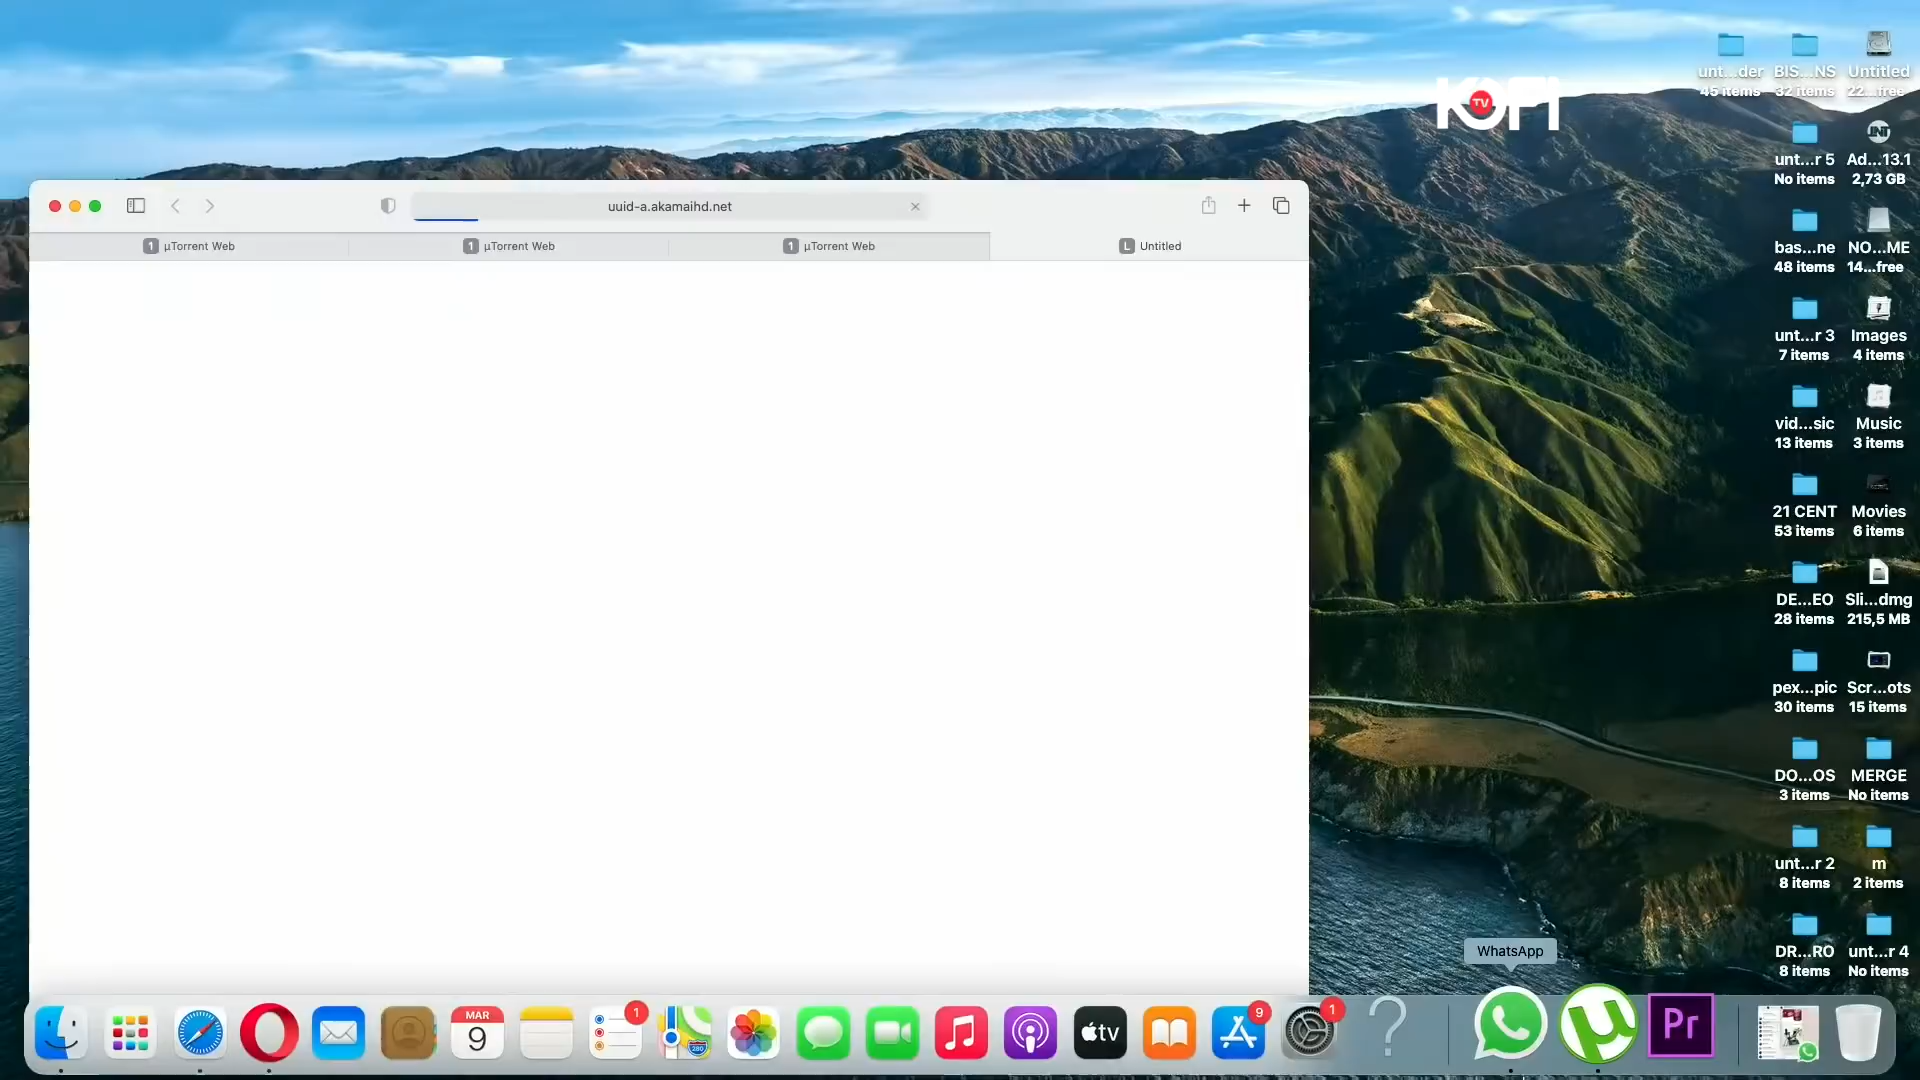 KOFI
TV
unt...der
45 items
BIS...NS
32 items
Untitled
22...free
unt...r 5
No items
Ad...13.1
2,73 GB
bas...ne
48 items
NO...ME
14...free
unt...r 3
7 items
Images
4 items
vid...sic
13 items
Music
3 items
21 CENT
53 items
Movies
6 items
DE...EO
28 items
Sli...dmg
215,5 MB
pex...pic
30 items
Scr...ots
15 items
DO...OS
3 items
MERGE
No items
unt...r 2
8 items
m
2 items
DR...RO
8 items
unt...r 4
No items
uuid-a.akamaihd.net
1 µTorrent Web
1 µTorrent Web
1 µTorrent Web
L Untitled
WhatsApp
MAR
9
1
280
tv
9
1
?
µ
Pr